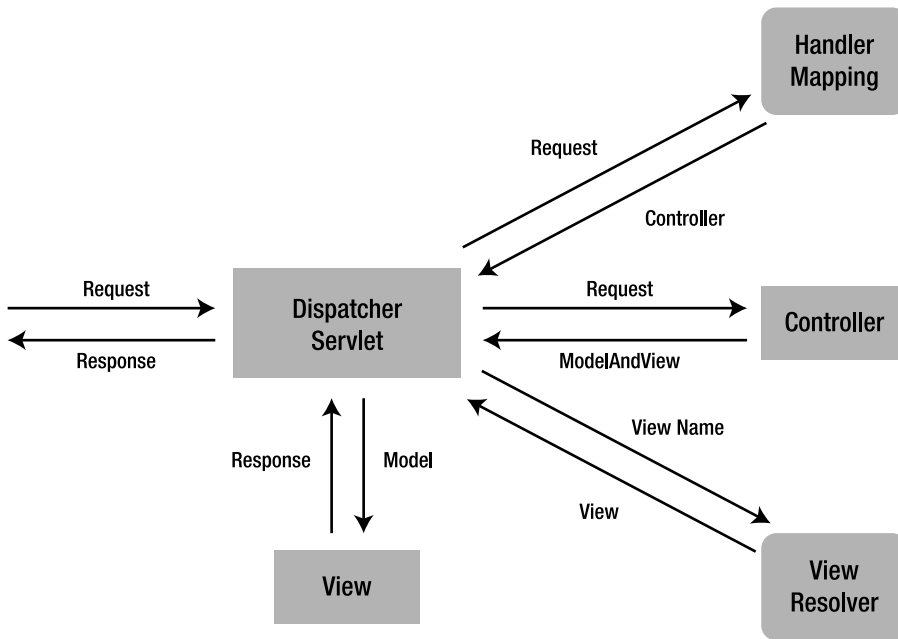 Handler
Mapping
Request
Controller
Request
Response
Dispatcher
Servlet
Request
ModelAndView
Controller
View Name
View
Response
Model
View
View
Resolver